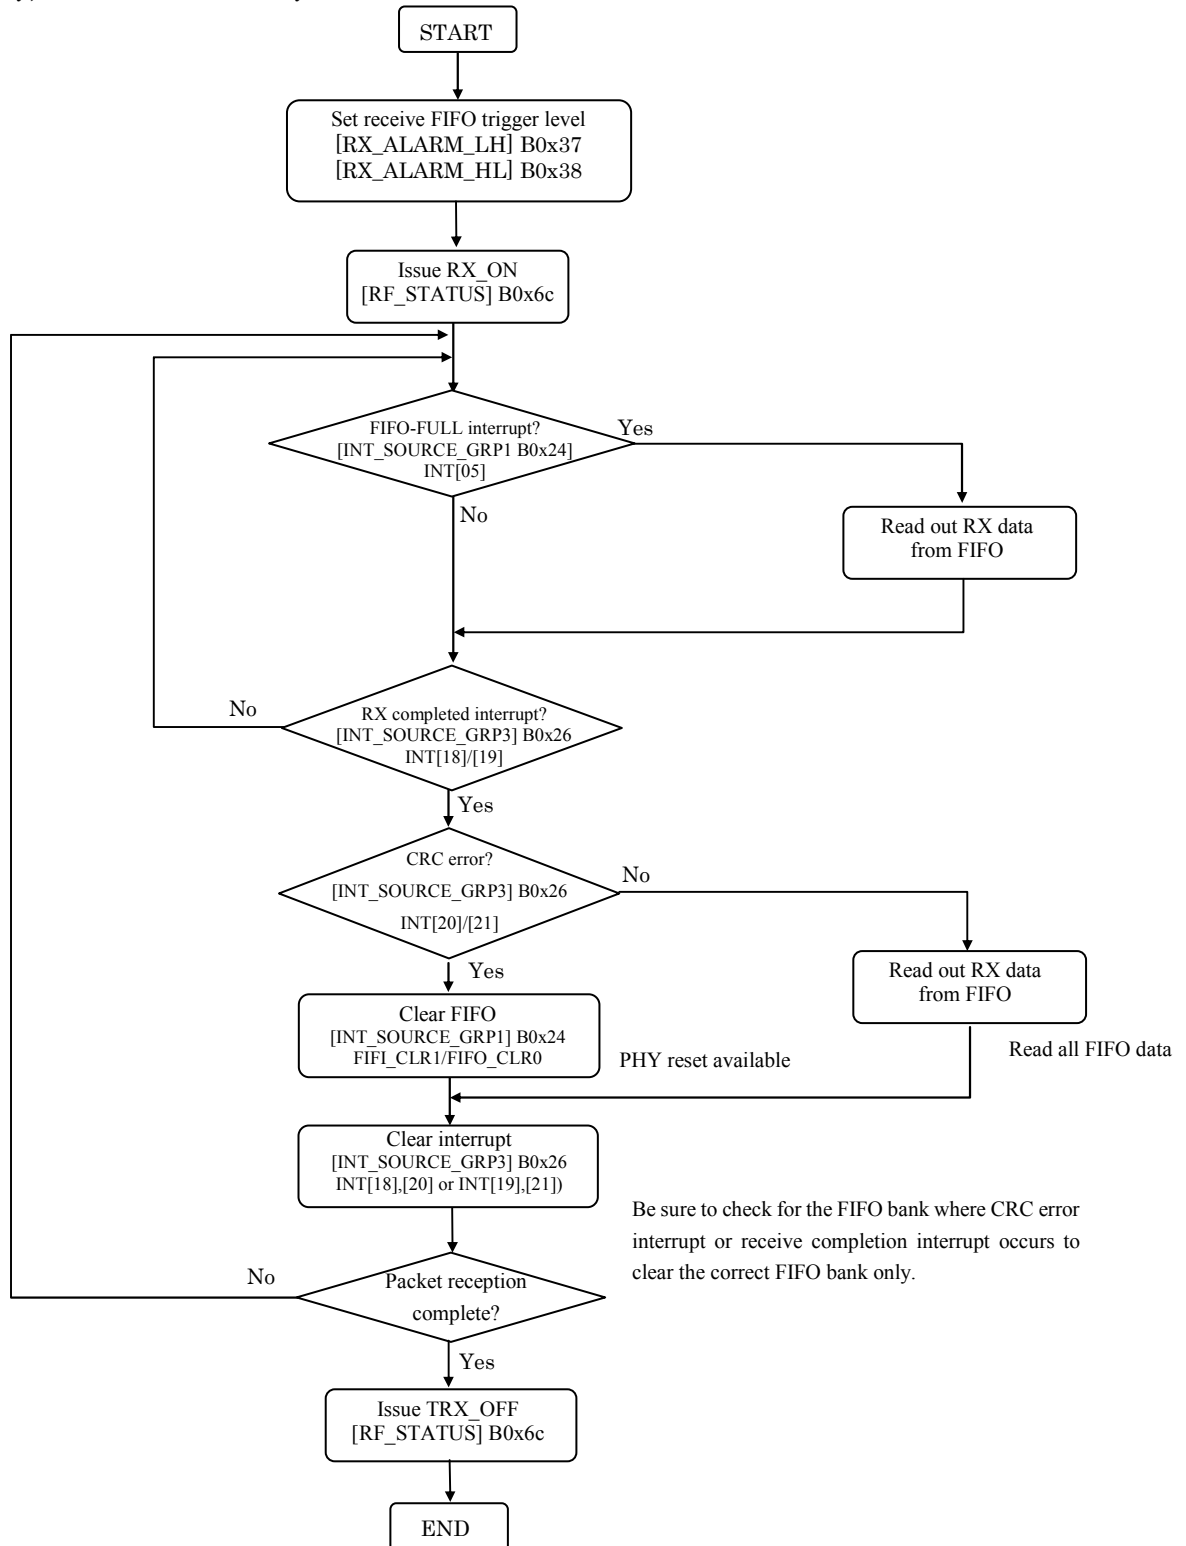 START
Set receive FIFO trigger level
[RX_ALARM_LH] B0x37
[RX_ALARM_HL] B0x38
Issue RX_ON
[RF_STATUS] B0x6c
FIFO-FULL interrupt?
[INT_SOURCE_GRP1 B0x24]
INT[05]
Yes
No
Read out RX data
from FIFO
No
RX completed interrupt?
[INT_SOURCE_GRP3] B0x26
INT[18]/[19]
Yes
CRC error?
[INT_SOURCE_GRP3] B0x26
INT[20]/[21]
No
Yes
Read out RX data
from FIFO
Clear FIFO
[INT_SOURCE_GRP1] B0x24
FIFI_CLR1/FIFO_CLR0
PHY reset available
Read all FIFO data
Clear interrupt
[INT_SOURCE_GRP3] B0x26
INT[18],[20] or INT[19],[21])
Be sure to check for the FIFO bank where CRC error
interrupt or receive completion interrupt occurs to
clear the correct FIFO bank only.
No
Packet reception
complete?
Yes
Issue TRX_OFF
[RF_STATUS] B0x6c
END